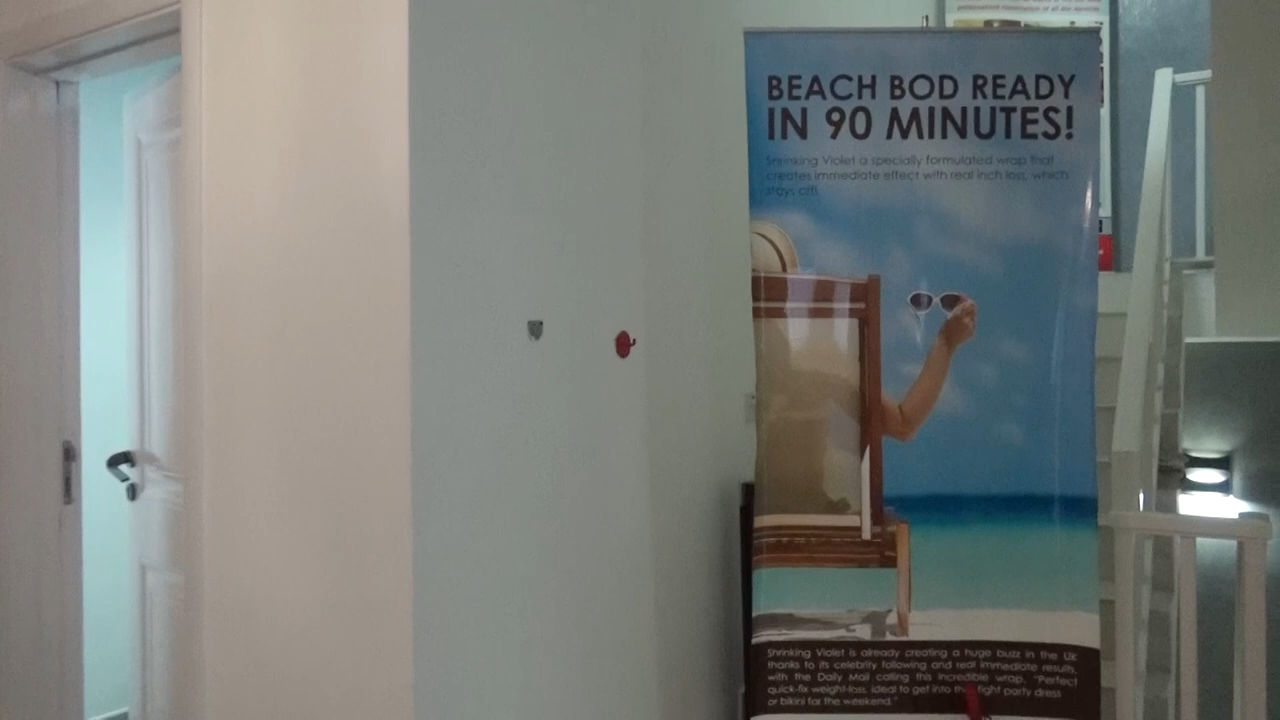 BEACH BOD READY
IN 90 MINUTES!
Shrinking Violet a specially formulated wrap that
creates immediate effect with real inch loss, which
stays off!
Shrinking Violet is already creating a huge buzz in the Uk
thanks to its celebrity following and real immediate results,
with the Daily Mail calling this incredible wrap, "Perfect
quick-fix weight-loss. Ideal to get into tight party dress
or bikini for the weekend."